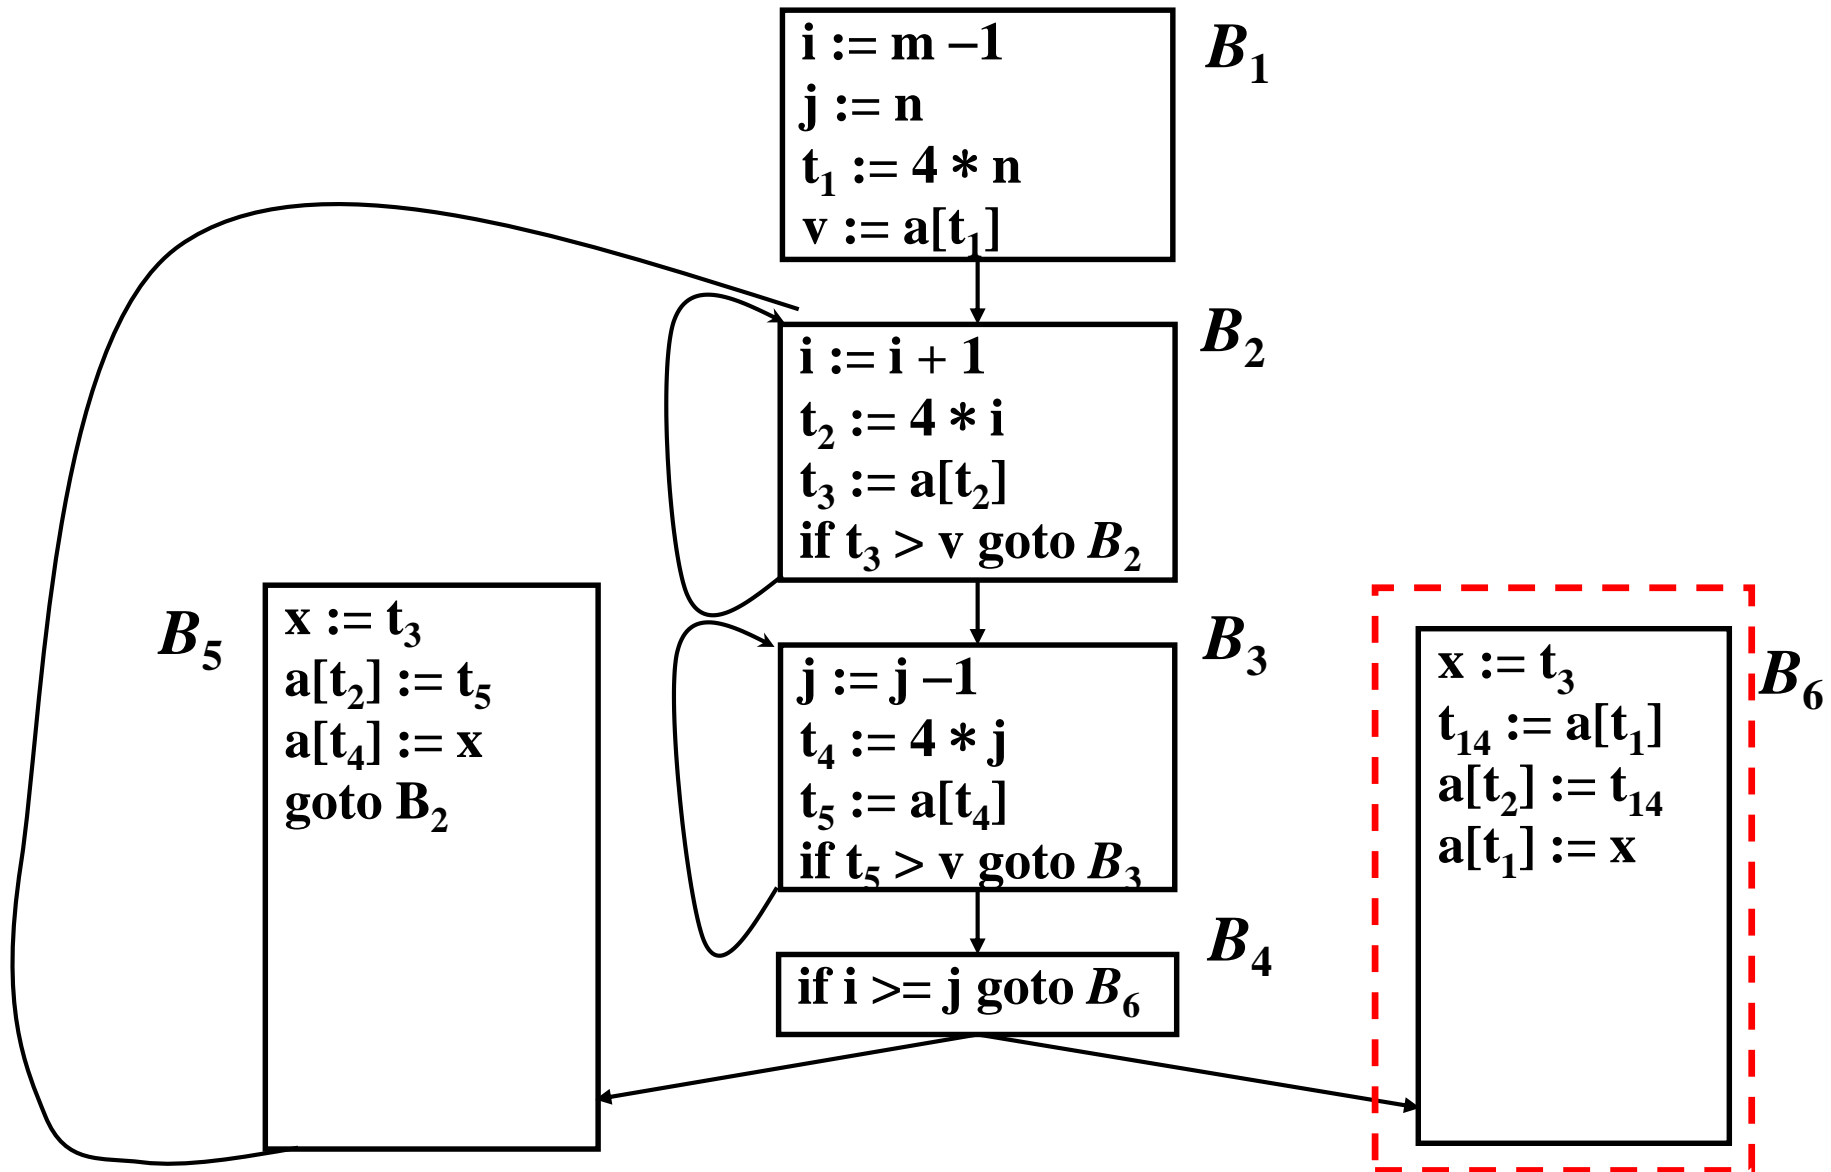 i := m –1
j := n
t₁ := 4 * n
v := a[t₁]
B₁
i := i + 1
t₂ := 4 * i
t₃ := a[t₂]
if t₃ > v goto B₂
B₂
j := j –1
t₄ := 4 * j
t₅ := a[t₄]
if t₅ > v goto B₃
B₃
if i >= j goto B₆
B₄
B₅
x := t₃
a[t₂] := t₅
a[t₄] := x
goto B₂
x := t₃
t₁₄ := a[t₁]
a[t₂] := t₁₄
a[t₁] := x
B₆